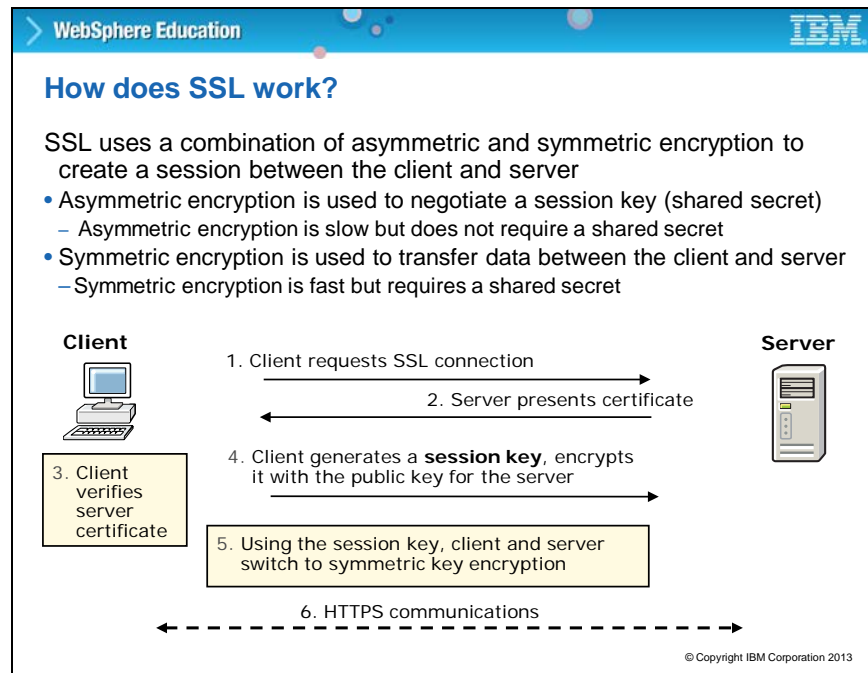 WebSphere Education
IBM
How does SSL work?
SSL uses a combination of asymmetric and symmetric encryption to
create a session between the client and server
• Asymmetric encryption is used to negotiate a session key (shared secret)
– Asymmetric encryption is slow but does not require a shared secret
• Symmetric encryption is used to transfer data between the client and server
– Symmetric encryption is fast but requires a shared secret
Client
Server
1. Client requests SSL connection
2. Server presents certificate
3. Client
verifies
server
certificate
4. Client generates a session key, encrypts
it with the public key for the server
5. Using the session key, client and server
switch to symmetric key encryption
6. HTTPS communications
© Copyright IBM Corporation 2013